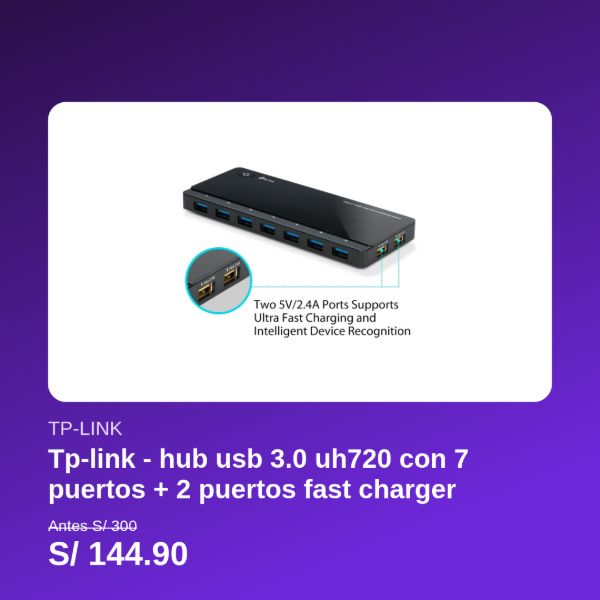 Two 5V/2.4A Ports Supports
Ultra Fast Charging and
Intelligent Device Recognition
TP-LINK
Tp-link - hub usb 3.0 uh720 con 7
puertos + 2 puertos fast charger
Antes S/ 300
S/ 144.90